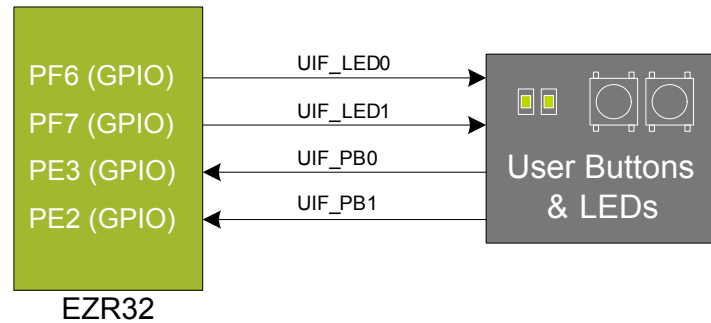 PF6 (GPIO)
PF7 (GPIO)
PE3 (GPIO)
PE2 (GPIO)
EZR32
UIF_LED0
UIF_LED1
UIF_PB0
UIF_PB1
User Buttons
& LEDs